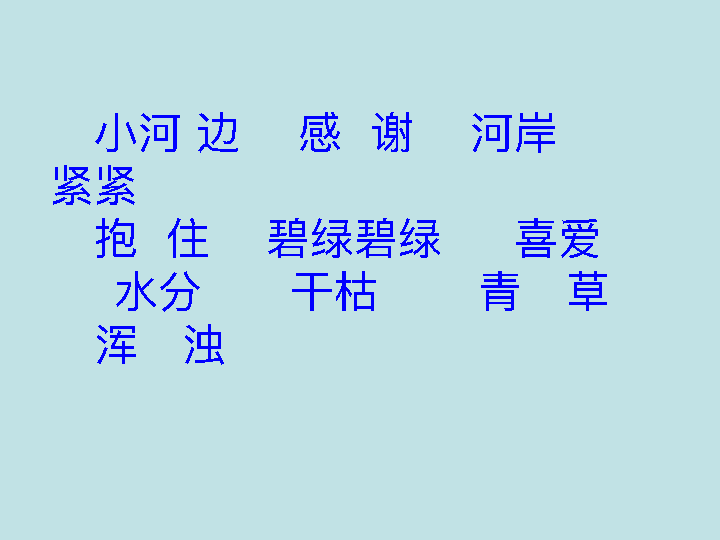 小河 边 感 谢 河岸
紧紧
抱 住 碧绿碧绿 喜爱
水分 干枯 青 草
浑 浊